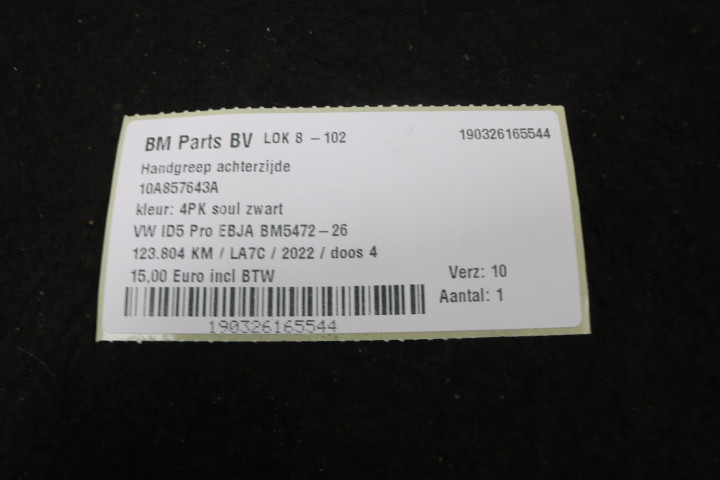 BM Parts BV LOK 8 - 102 190326165544
Handgreep achterzijde
10A857643A
kleur: 4PK soul zwart
VW ID5 Pro EBJA BM5472-26
123.804 KM / LA7C / 2022 / doos 4
15,00 Euro incl BTW
Verz: 10
Aantal: 1
190326165544